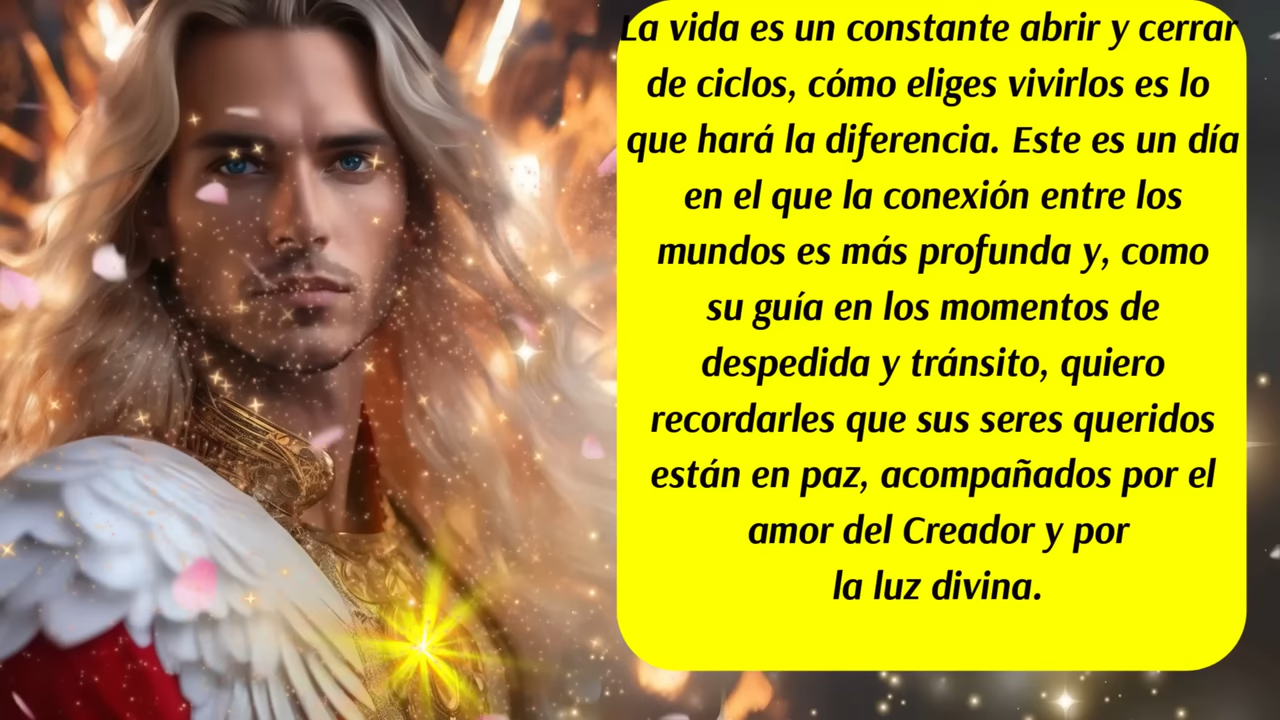 La vida es un constante abrir y cerrar
de ciclos, cómo eliges vivirlos es lo
que hará la diferencia. Este es un día
en el que la conexión entre los
mundos es más profunda y, como
su guía en los momentos de
despedida y tránsito, quiero
recordarles que sus seres queridos
están en paz, acompañados por el
amor del Creador y por
la luz divina.